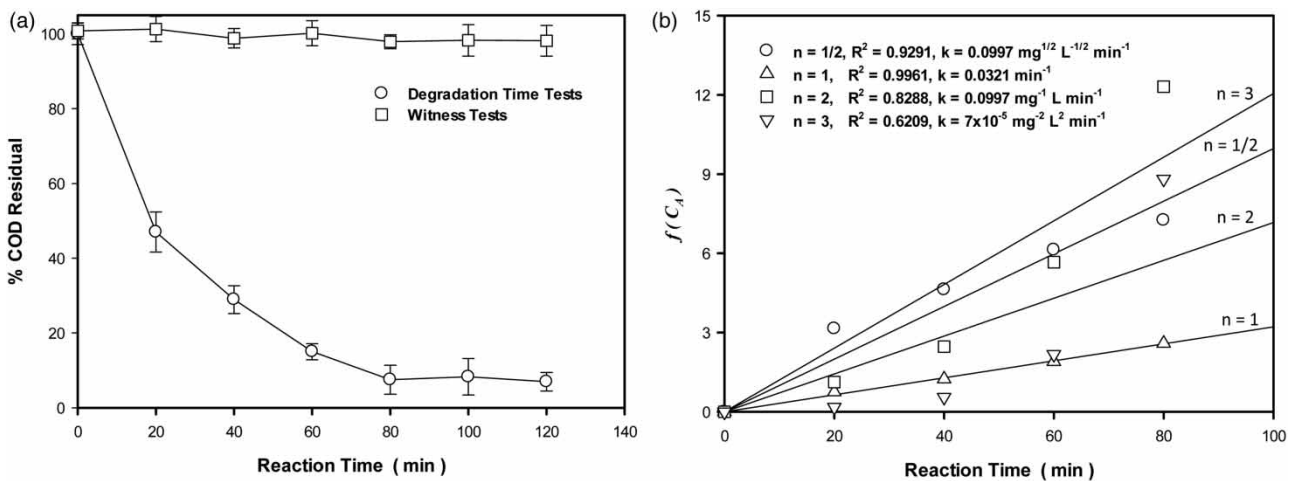 (a)
100
80
60
40
20
0
% COD Residual
Degradation Time Tests
Witness Tests
0 20 40 60 80 100 120 140
Reaction Time ( min )
(b)
15
12
9
6
3
0
f ( C_A )
n = 1/2, R² = 0.9291, k = 0.0997 mg^1/2 L^-1/2 min⁻¹
n = 1, R² = 0.9961, k = 0.0321 min⁻¹
n = 2, R² = 0.8288, k = 0.0997 mg⁻¹ L min⁻¹
n = 3, R² = 0.6209, k = 7x10⁻⁵ mg⁻² L² min⁻¹
n = 3
n = 1/2
n = 2
n = 1
0 20 40 60 80 100
Reaction Time ( min )